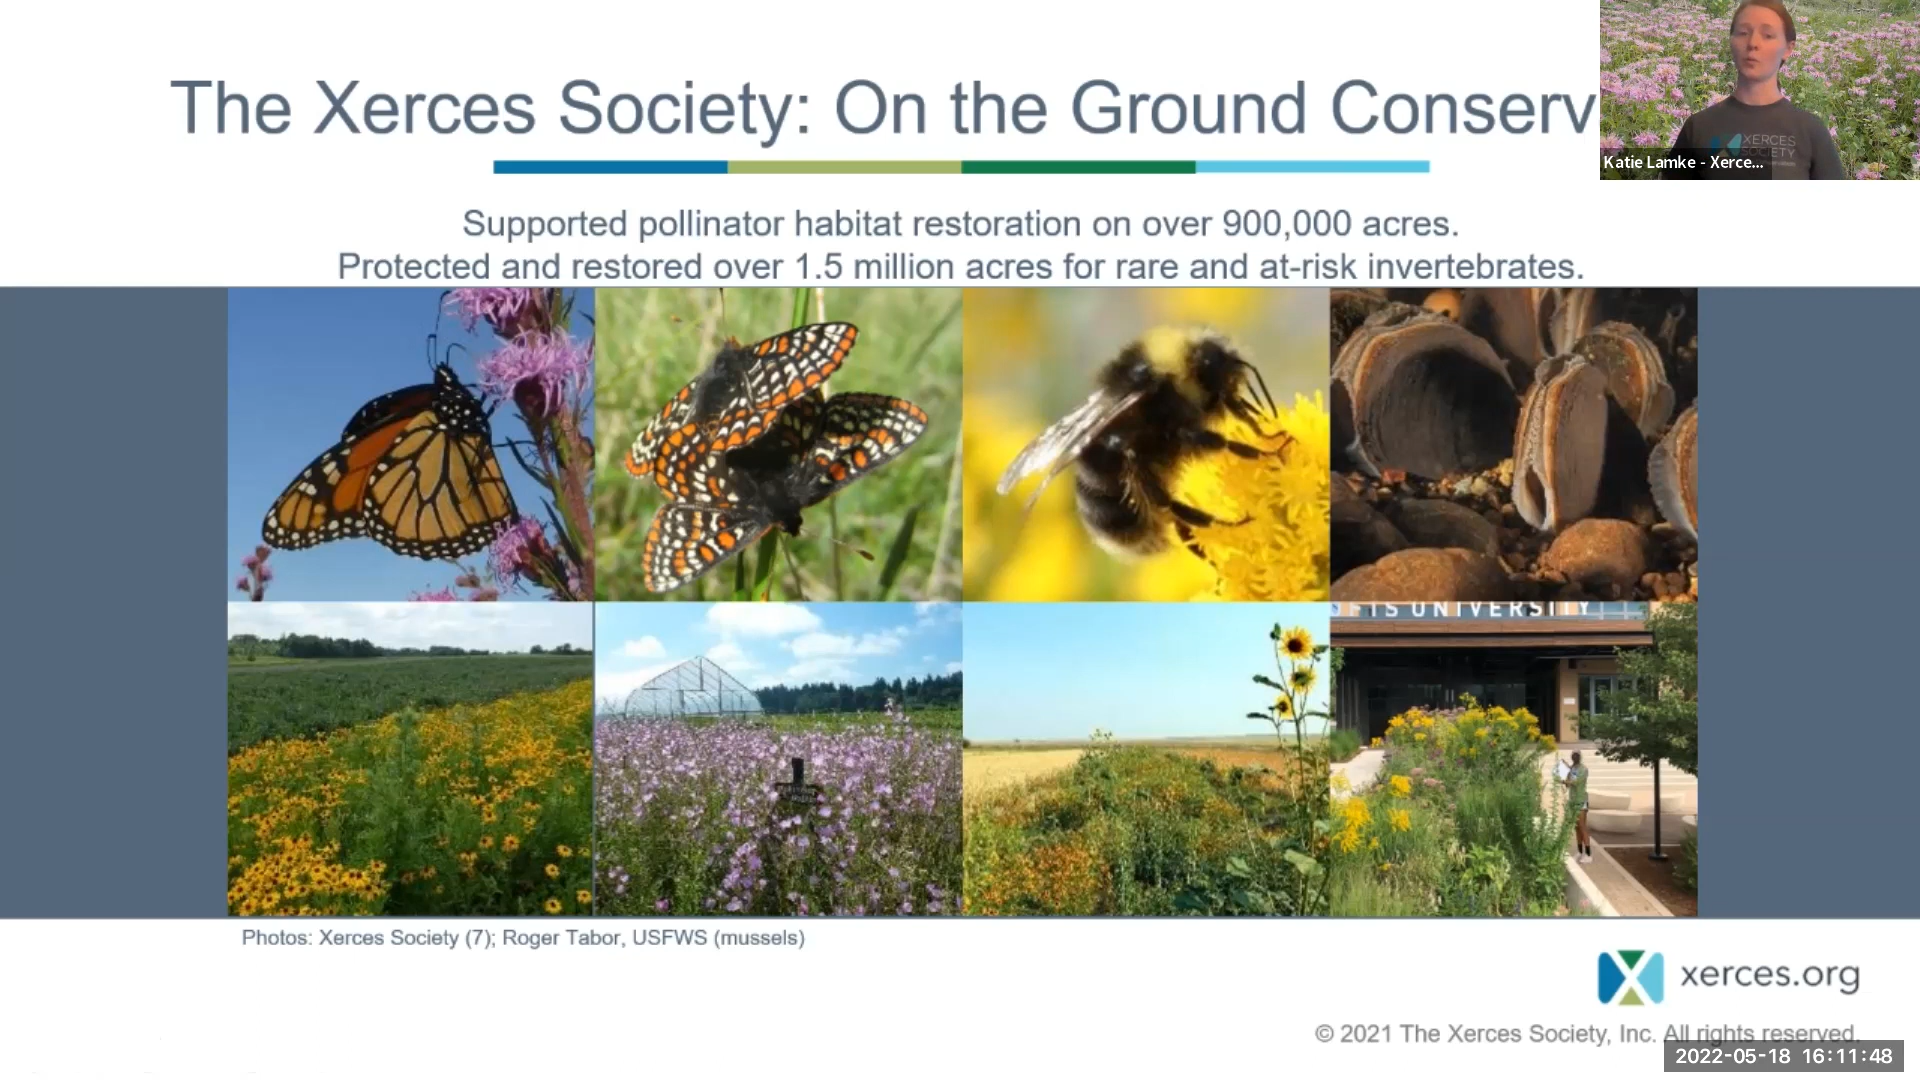 The Xerces Society: On the Ground Conserv
XERCES
SOCIETY
Katie Lamke - Xerce...
Supported pollinator habitat restoration on over 900,000 acres.
Protected and restored over 1.5 million acres for rare and at-risk invertebrates.
UNIVERSITY
Photos: Xerces Society (7); Roger Tabor, USFWS (mussels)
xerces.org
© 2021 The Xerces Society, Inc. All rights reserved.
2022-05-18 16:11:48